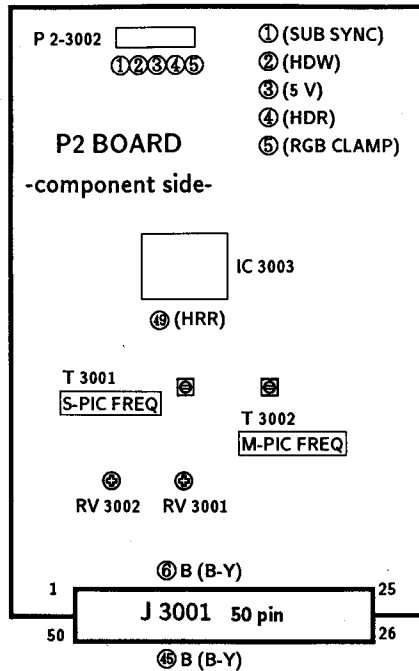 P 2-3002
①②③④⑤
① (SUB SYNC)
② (HDW)
③ (5 V)
④ (HDR)
⑤ (RGB CLAMP)
P2 BOARD
-component side-
IC 3003
㊾ (HRR)
T 3001
S-PIC FREQ
T 3002
M-PIC FREQ
RV 3002
RV 3001
⑥ B (B-Y)
1
25
J 3001 50 pin
50
26
㊺ B (B-Y)